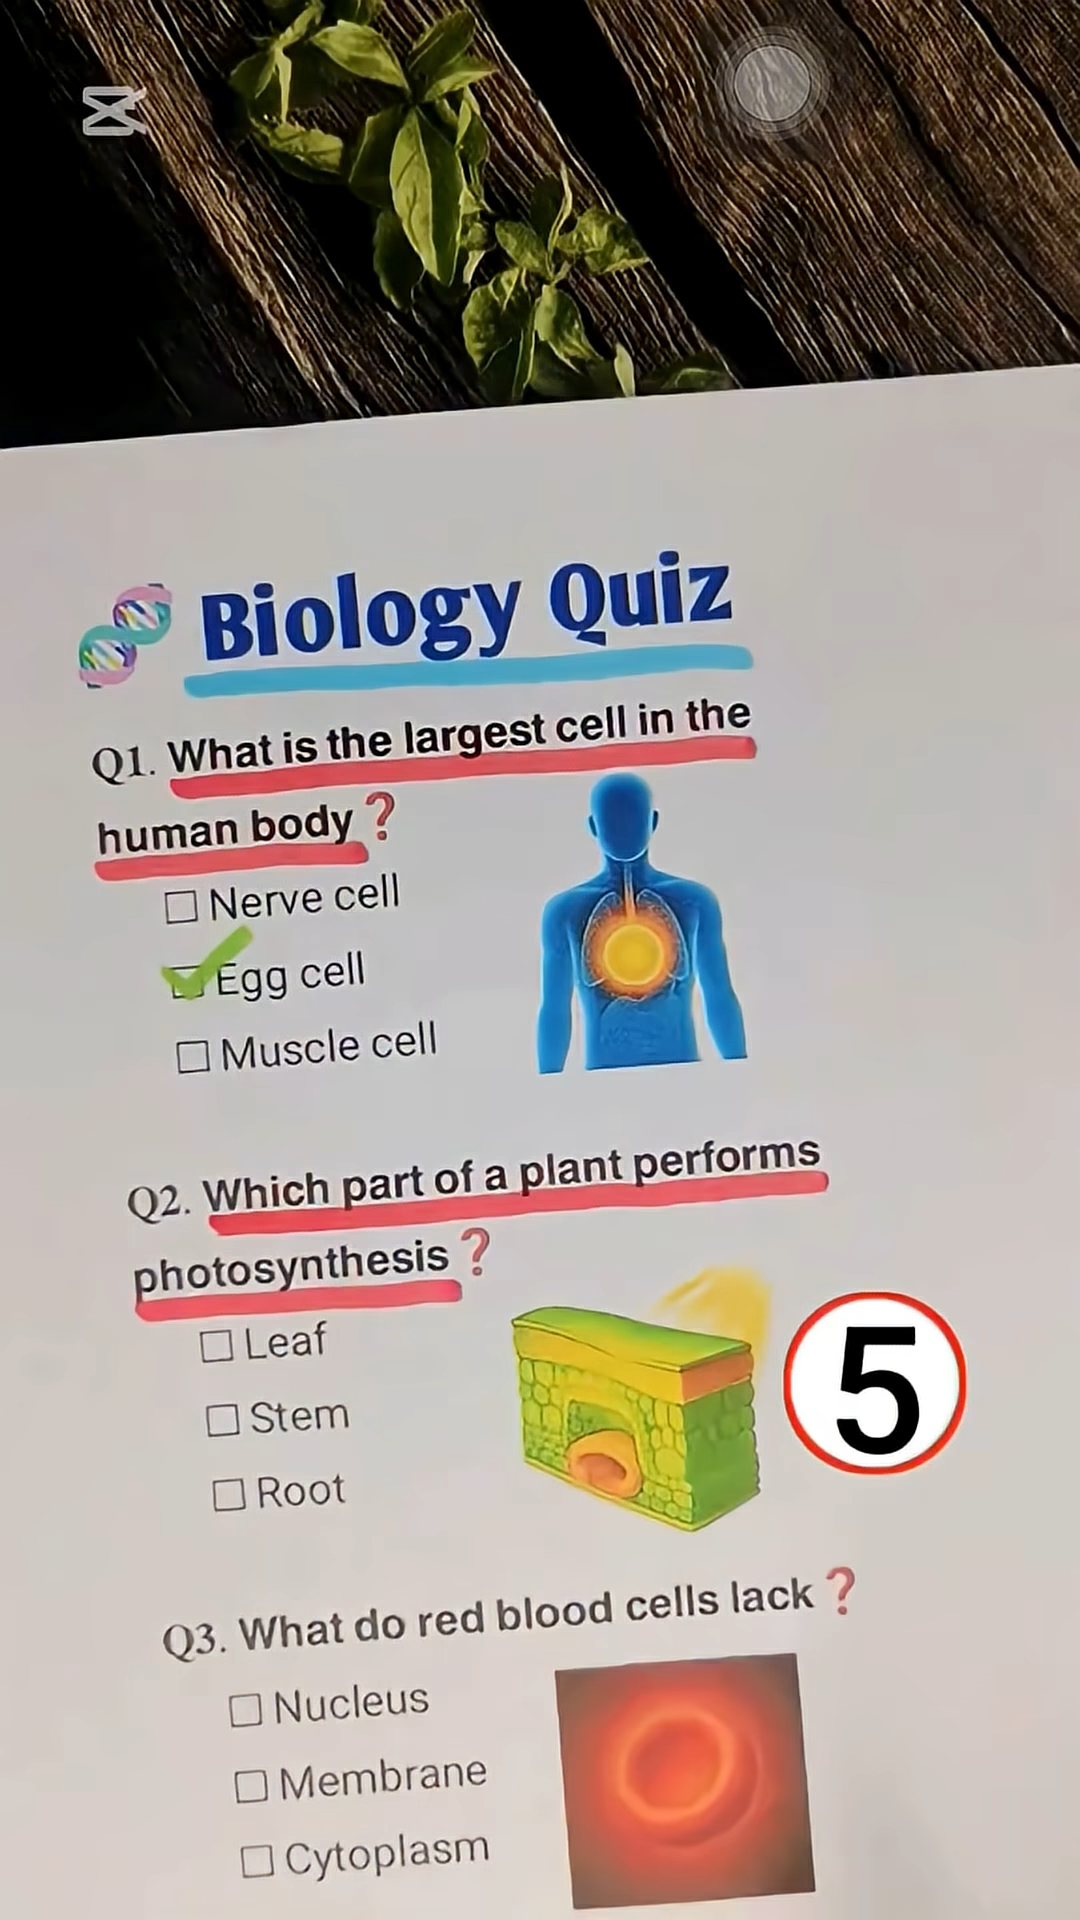 Biology Quiz
Q1. What is the largest cell in the
human body ❓
☐ Nerve cell
☑ Egg cell
☐ Muscle cell
Q2. Which part of a plant performs
photosynthesis ❓
☐ Leaf
☐ Stem
☐ Root
5
Q3. What do red blood cells lack ❓
☐ Nucleus
☐ Membrane
☐ Cytoplasm